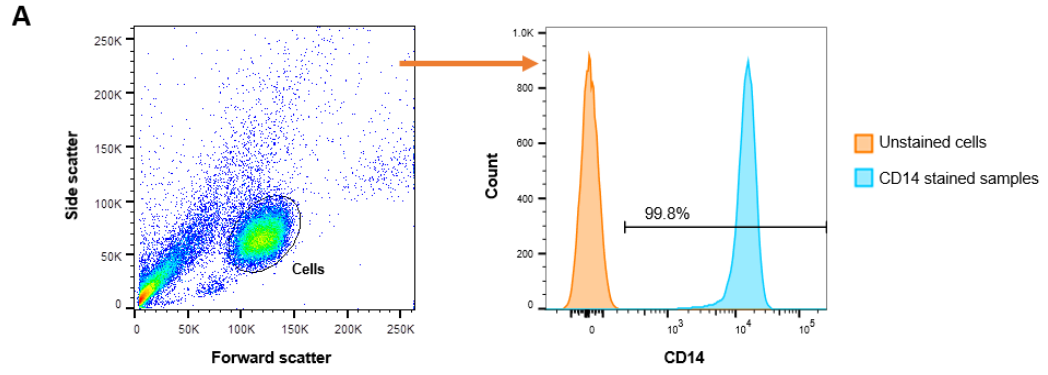 A
250K
200K
150K
100K
50K
0
Side scatter
Cells
0 50K 100K 150K 200K 250K
Forward scatter
1.0K
800
600
400
200
0
Count
99.8%
0 10^3 10^4 10^5
CD14
Unstained cells
CD14 stained samples